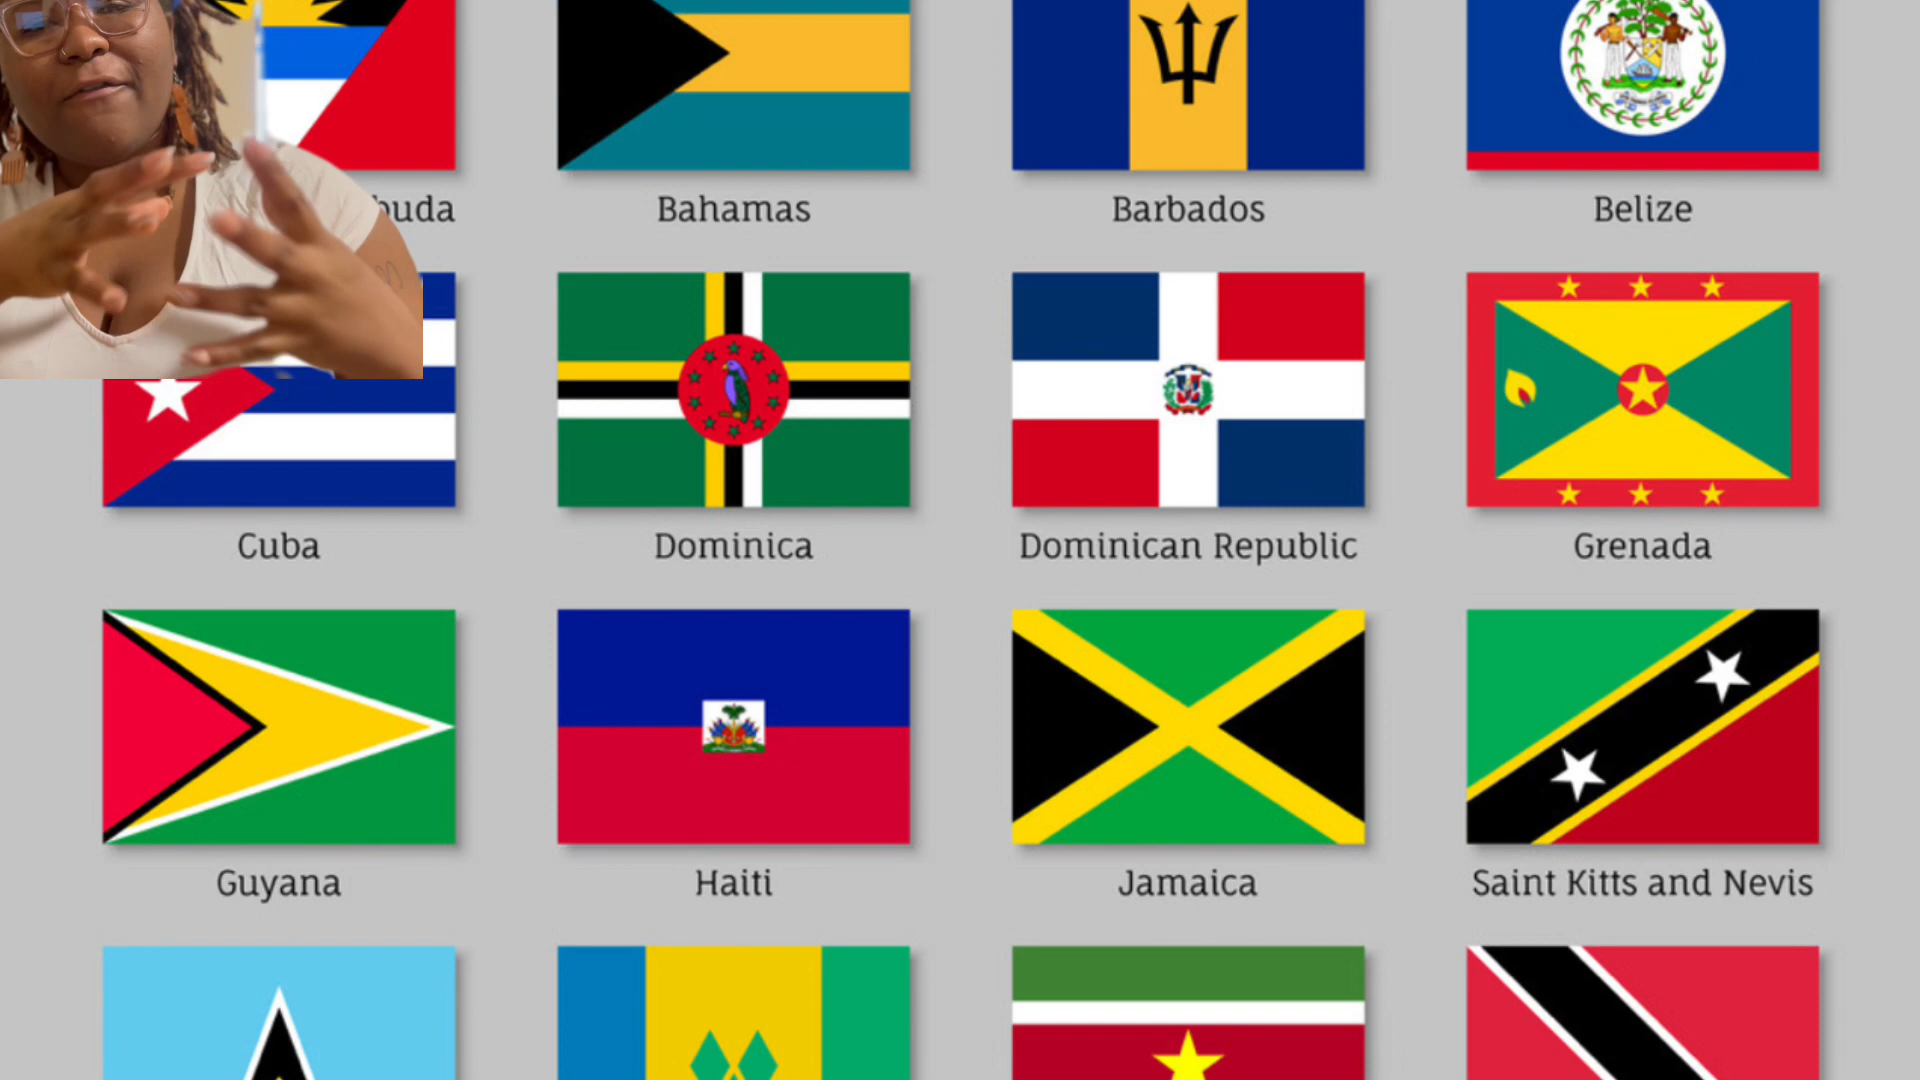 buda
Bahamas
Barbados
Belize
Cuba
Dominica
Dominican Republic
Grenada
Guyana
Haiti
Jamaica
Saint Kitts and Nevis